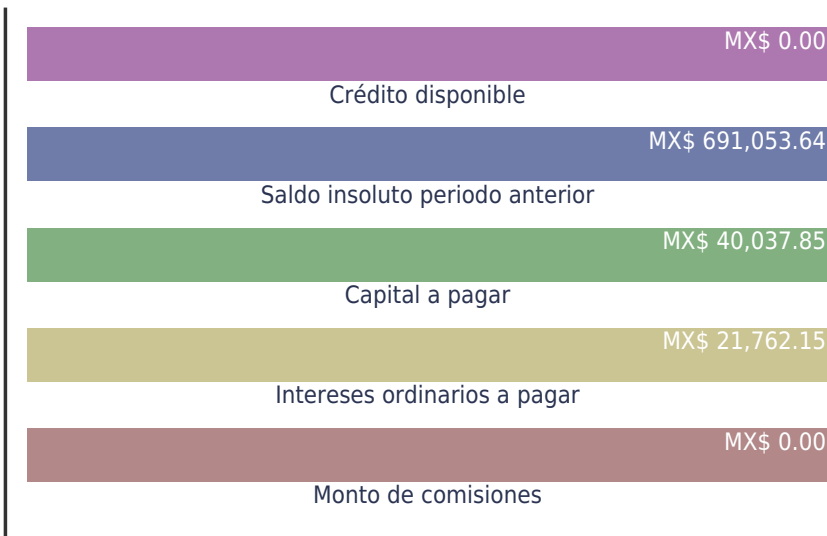 MX$ 0.00
Crédito disponible
MX$ 691,053.64
Saldo insoluto periodo anterior
MX$ 40,037.85
Capital a pagar
MX$ 21,762.15
Intereses ordinarios a pagar
MX$ 0.00
Monto de comisiones